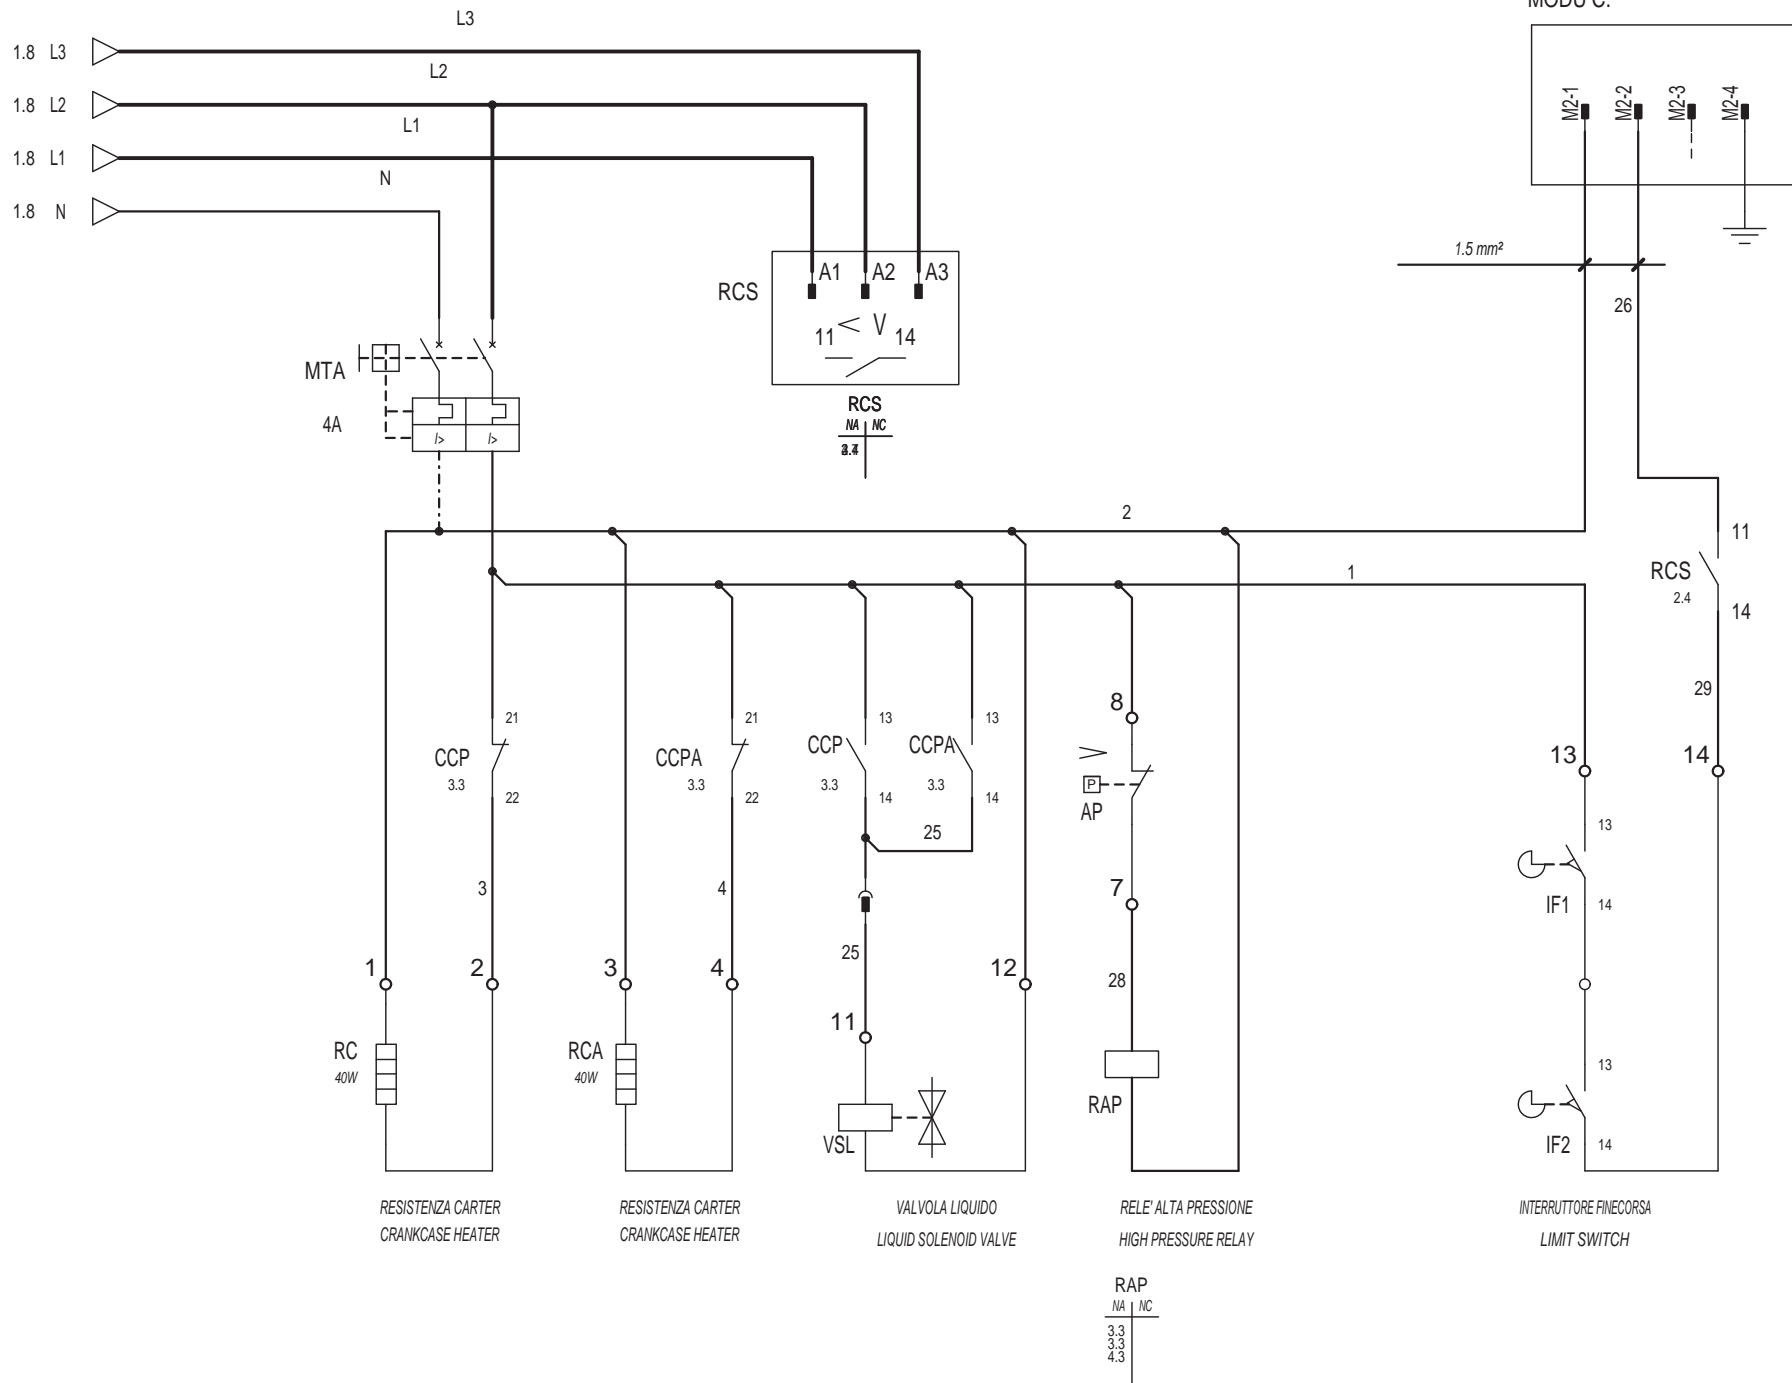 MODU C.
L3
1.8 L3
L2
1.8 L2
L1
1.8 L1
N
1.8 N
M2-1 M2-2 M2-3 M2-4
1.5 mm²
26
RCS
A1 A2 A3
< V
11 14
MTA
4A
I> I>
RCS
NA NC
2
1
11
RCS
2.4
14
29
21
CCP
3.3
22
21
CCPA
3.3
22
13
CCP
3.3
14
13
CCPA
3.3
14
25
8
P
AP
7
13 14
13
IF1
14
3
4
25
28
1 2 3 4 12
11
RC
40W
RCA
40W
VSL
RAP
13
IF2
14
RESISTENZA CARTER
CRANKCASE HEATER
RESISTENZA CARTER
CRANKCASE HEATER
VALVOLA LIQUIDO
LIQUID SOLENOID VALVE
RELE' ALTA PRESSIONE
HIGH PRESSURE RELAY
INTERRUTTORE FINECORSA
LIMIT SWITCH
RAP
NA NC
3.3
3.3
4.3